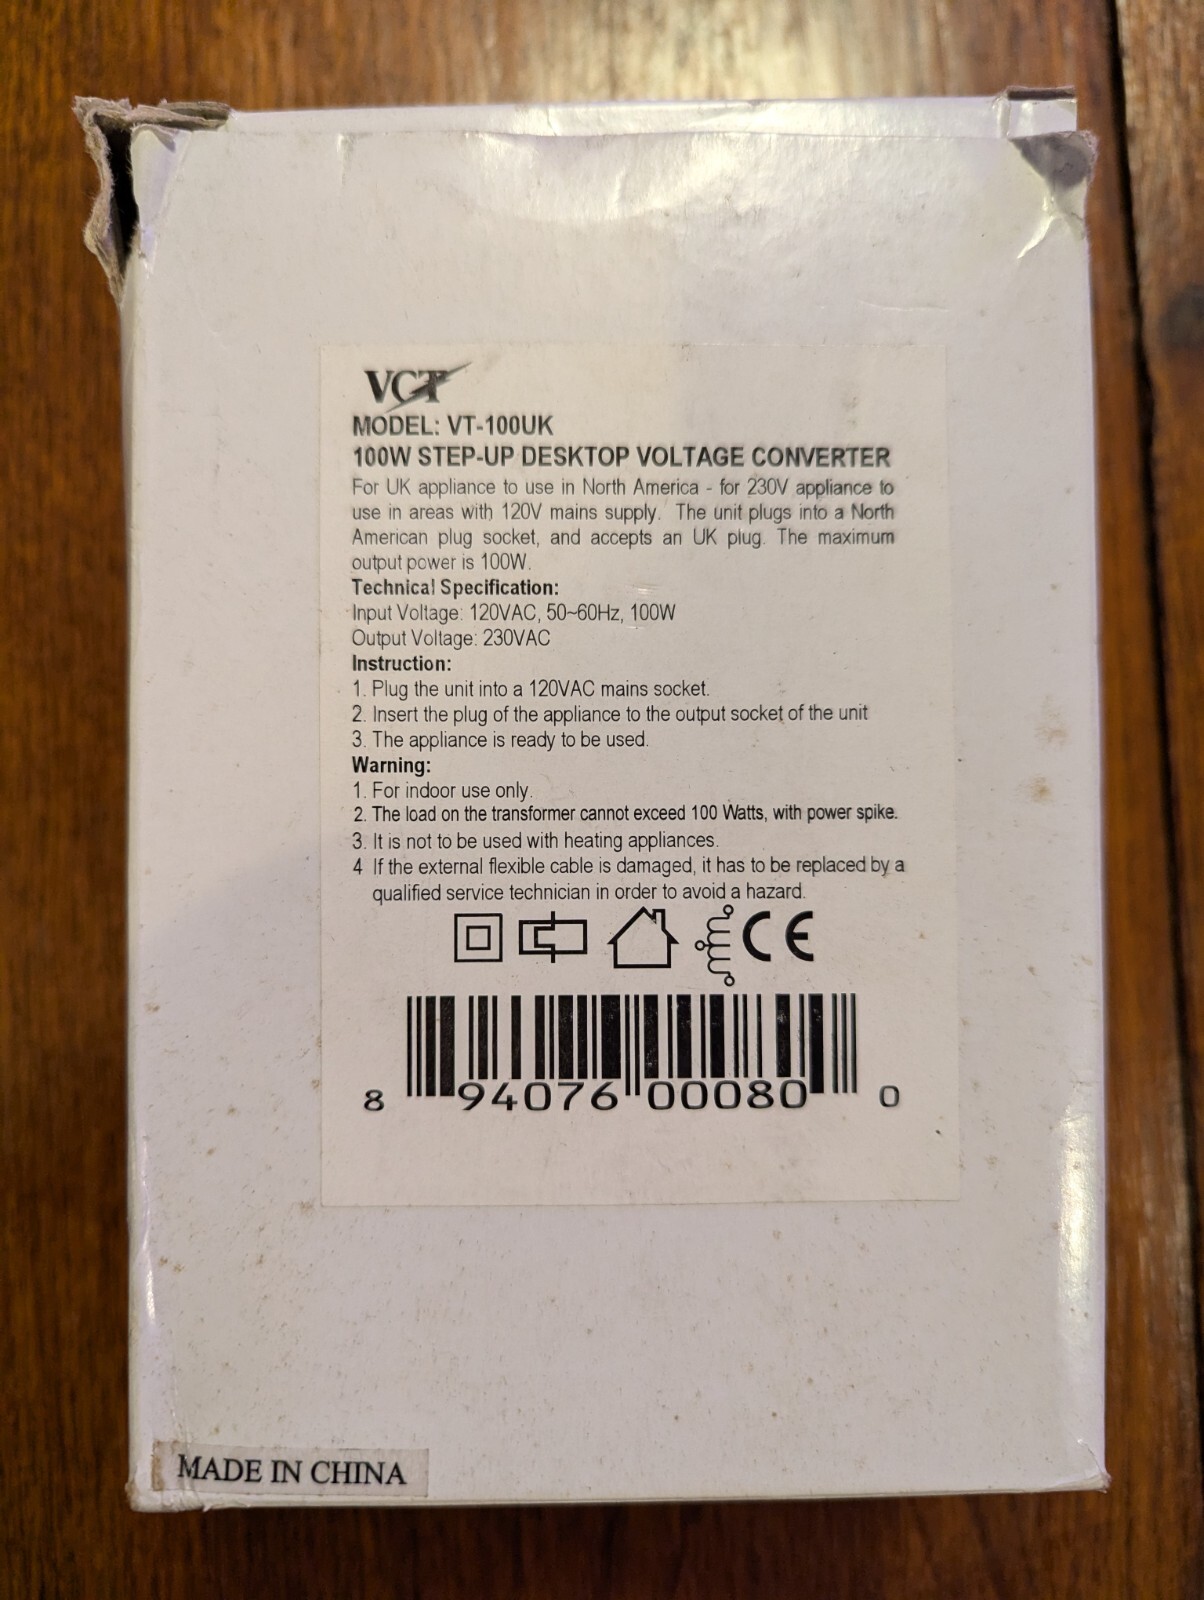 VCT
MODEL: VT-100UK
100W STEP-UP DESKTOP VOLTAGE CONVERTER
For UK appliance to use in North America - for 230V appliance to
use in areas with 120V mains supply. The unit plugs into a North
American plug socket, and accepts an UK plug. The maximum
output power is 100W.
Technical Specification:
Input Voltage: 120VAC, 50~60Hz, 100W
Output Voltage: 230VAC
Instruction:
1. Plug the unit into a 120VAC mains socket.
2. Insert the plug of the appliance to the output socket of the unit
3. The appliance is ready to be used.
Warning:
1. For indoor use only.
2. The load on the transformer cannot exceed 100 Watts, with power spike.
3. It is not to be used with heating appliances.
4 If the external flexible cable is damaged, it has to be replaced by a
qualified service technician in order to avoid a hazard.
CE
8 94076 00080 0
MADE IN CHINA